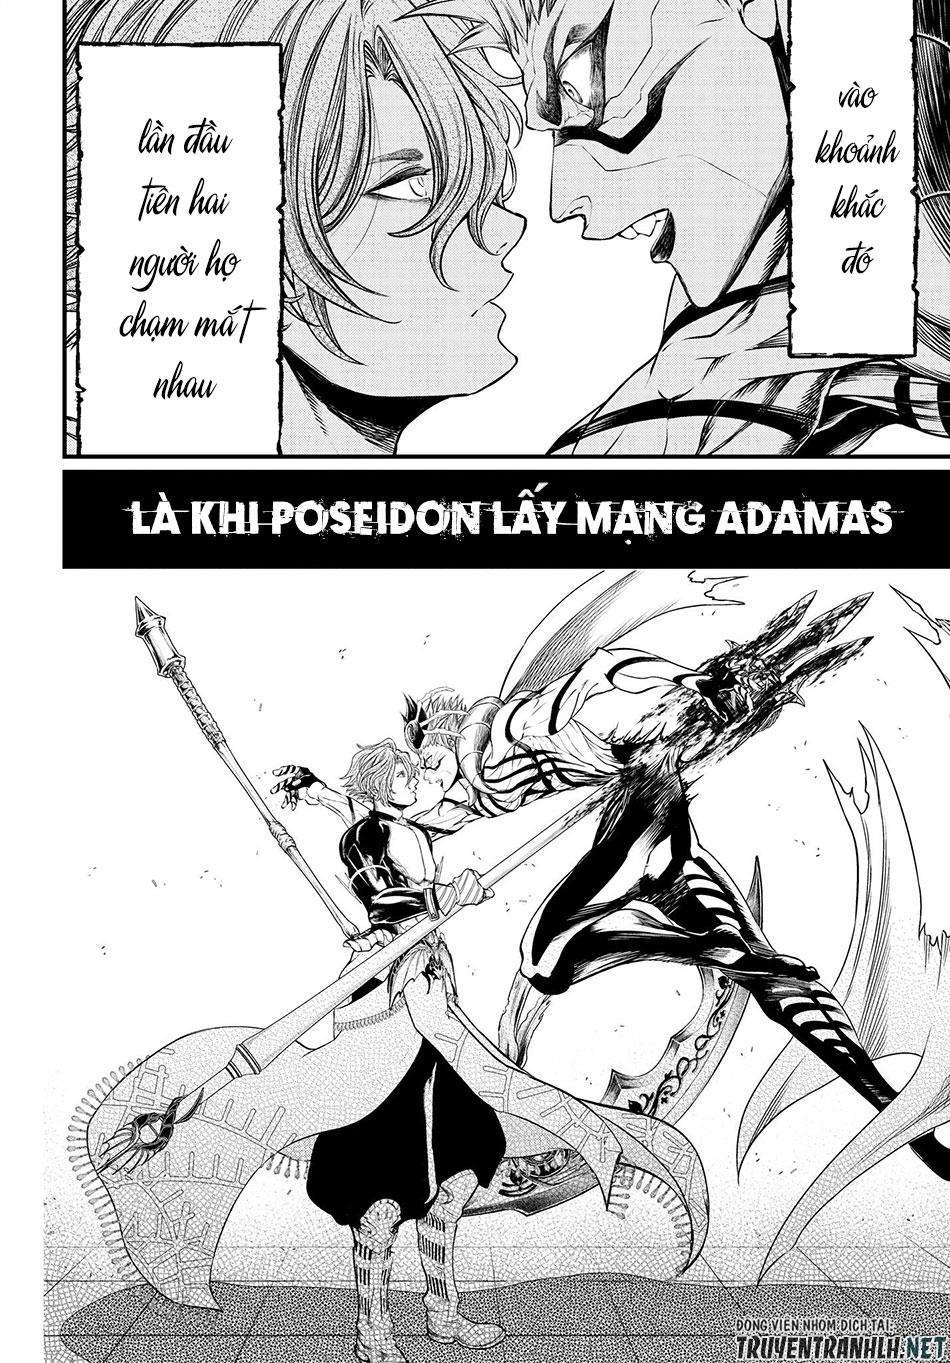 vào
khoảnh
khắc
đó
lần đầu
tiên hai
người họ
chạm mắt
nhau
LÀ KHI POSEIDON LẤY MẠNG ADAMAS
ĐỘNG VIÊN NHÓM DỊCH TẠI:
TRUYENTRANHLH.NET